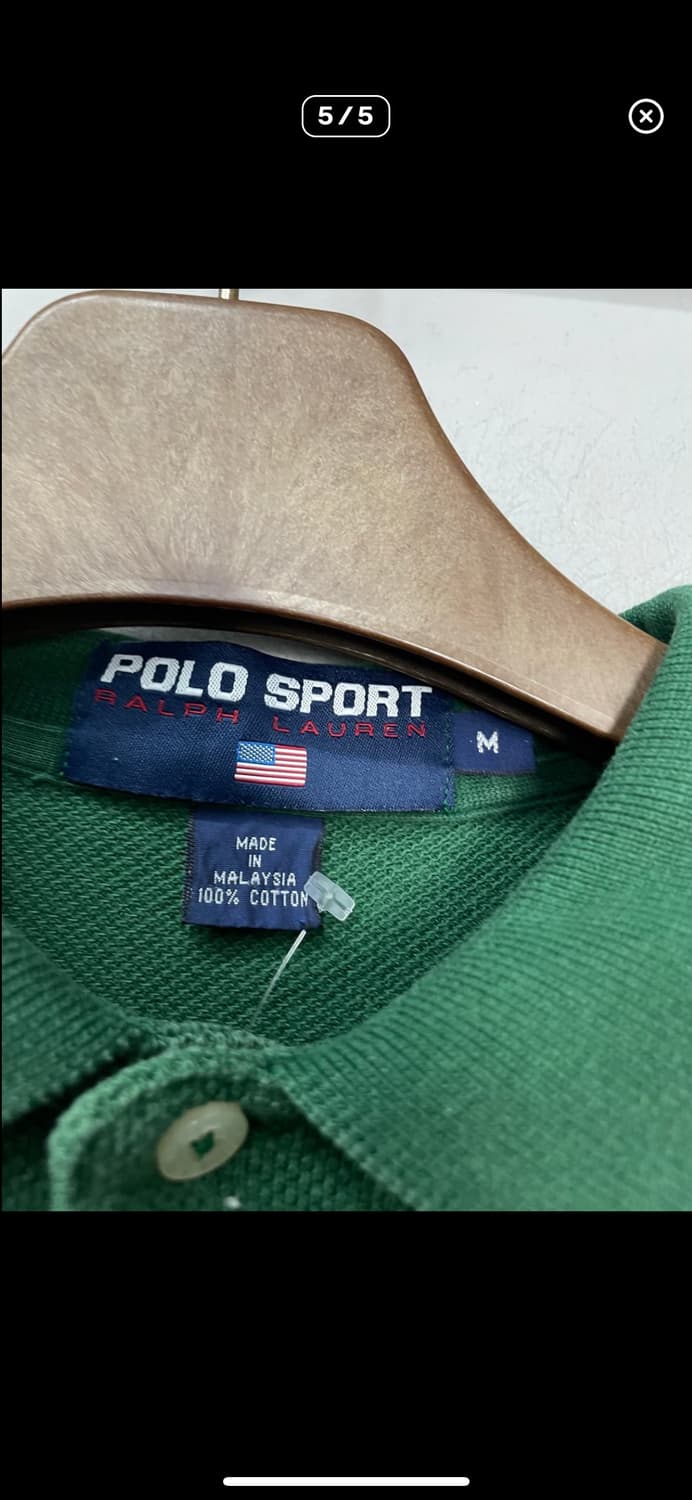 5/5
POLO SPORT
RALPH LAUREN
M
MADE
IN
MALAYSIA
100% COTTON